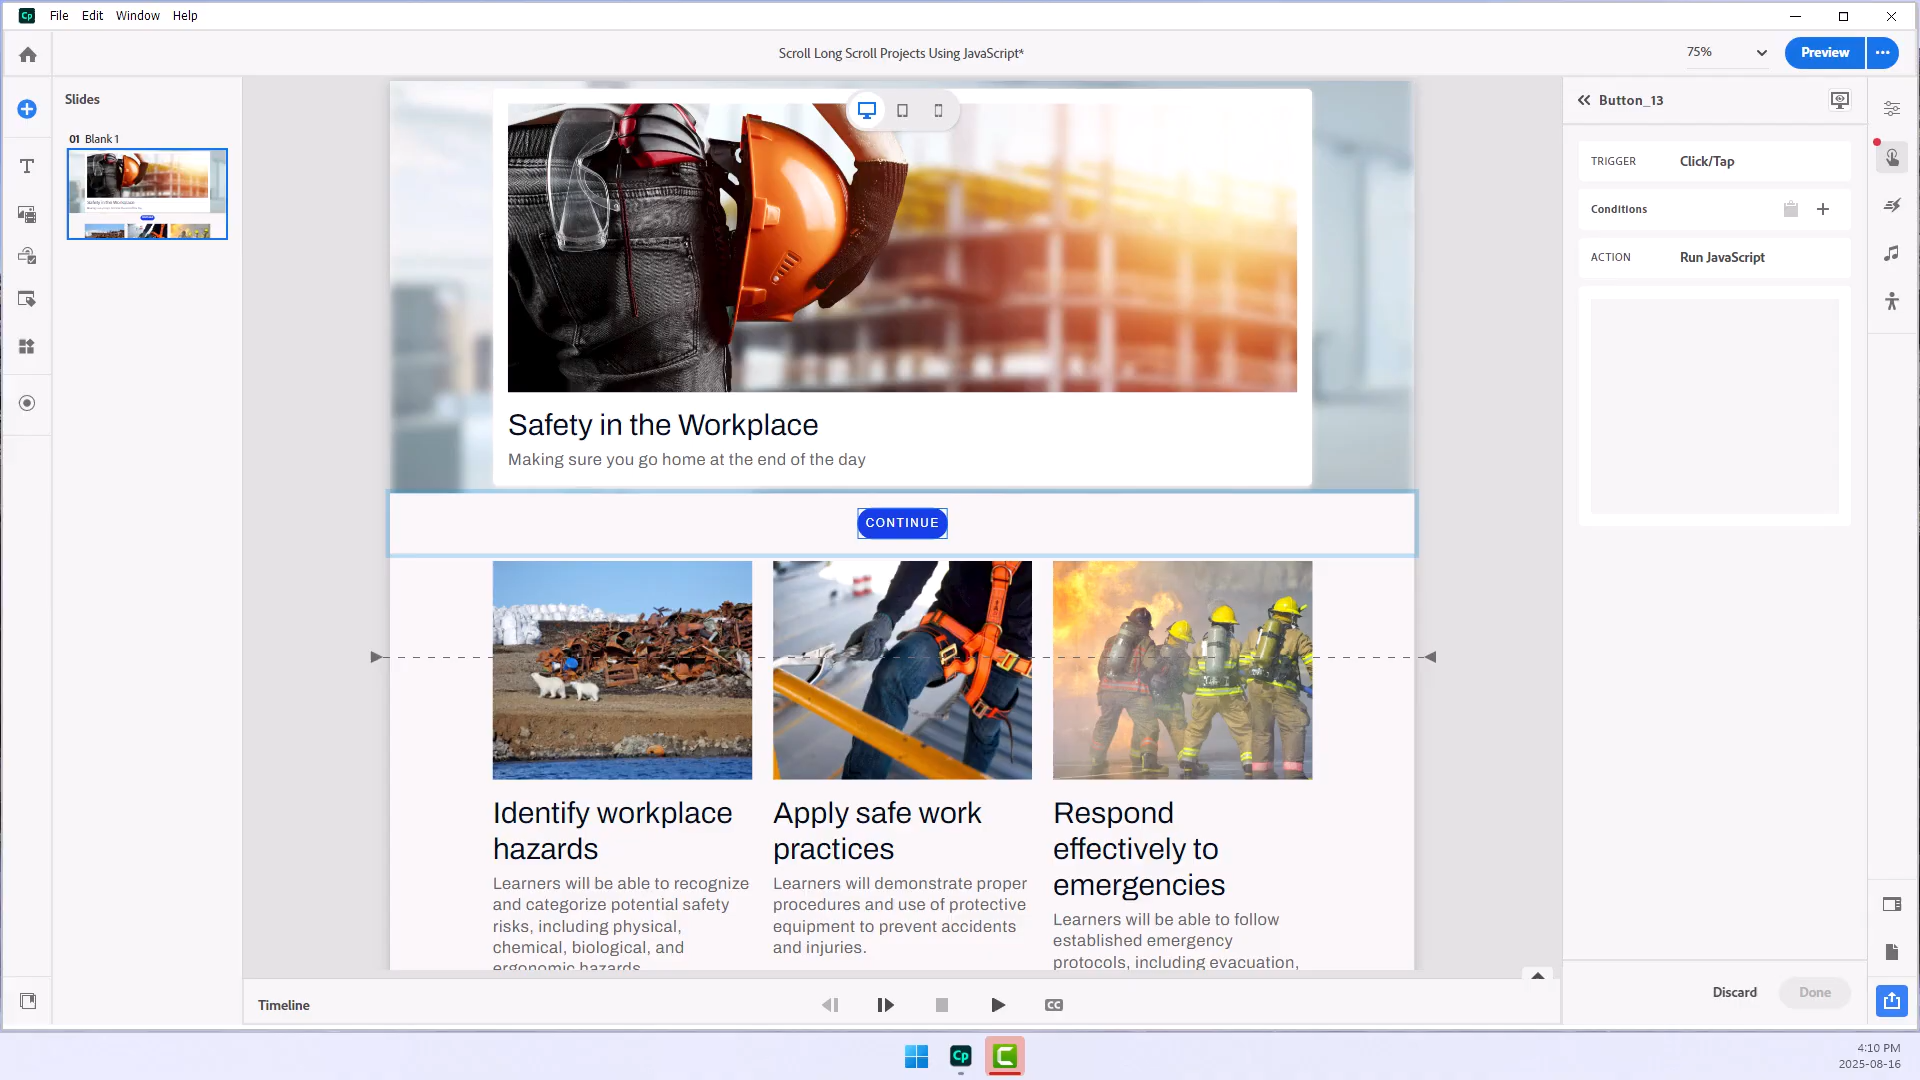 Cp File Edit Window Help
Scroll Long Scroll Projects Using JavaScript*
75%
Preview
Slides
01 Blank 1
Safety in the Workplace
Making sure you go home at the end of the day
CONTINUE
Identify workplace
hazards
Learners will be able to recognize
and categorize potential safety
risks, including physical,
chemical, biological, and
ergonomic hazards.
Apply safe work
practices
Learners will demonstrate proper
procedures and use of protective
equipment to prevent accidents
and injuries.
Respond
effectively to
emergencies
Learners will be able to follow
established emergency
protocols, including evacuation,
Button_13
TRIGGER Click/Tap
Conditions
ACTION Run JavaScript
Discard
Done
Timeline
CC
Cp
4:10 PM
2025-08-16